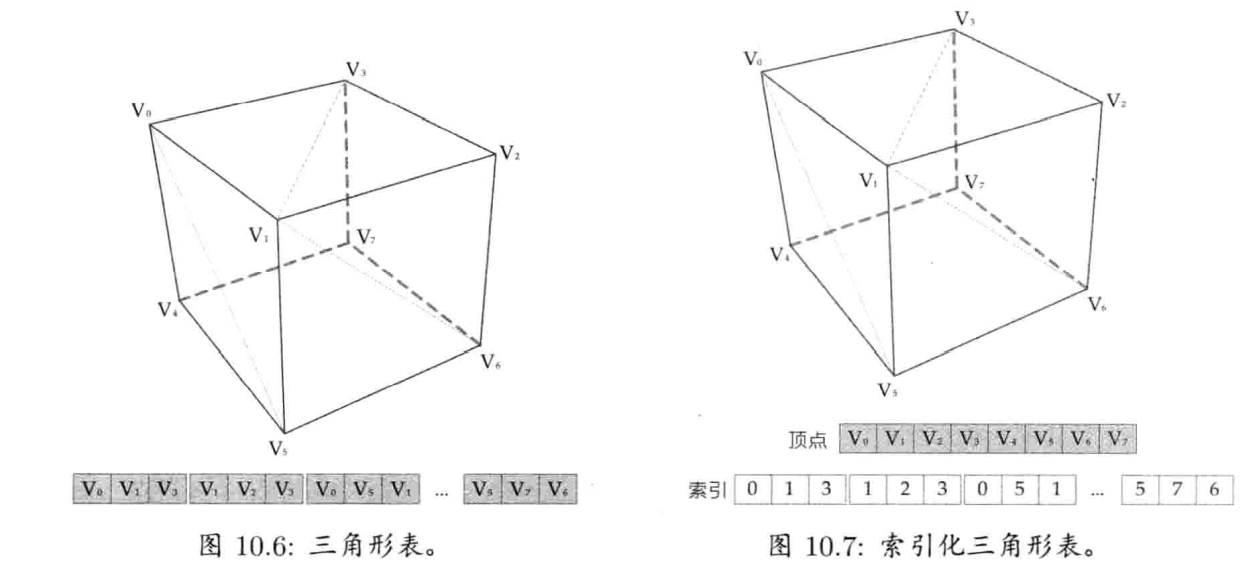 V₃
V₀
V₂
V₁
V₇
V₄
V₆
V₅
V₀ V₁ V₃ V₁ V₂ V₃ V₀ V₅ V₁ ... V₅ V₇ V₆
图 10.6: 三角形表。
V₃
V₀
V₂
V₁
V₇
V₄
V₆
V₅
顶点 V₀ V₁ V₂ V₃ V₄ V₅ V₆ V₇
索引 0 1 3 1 2 3 0 5 1 ... 5 7 6
图 10.7: 索引化三角形表。